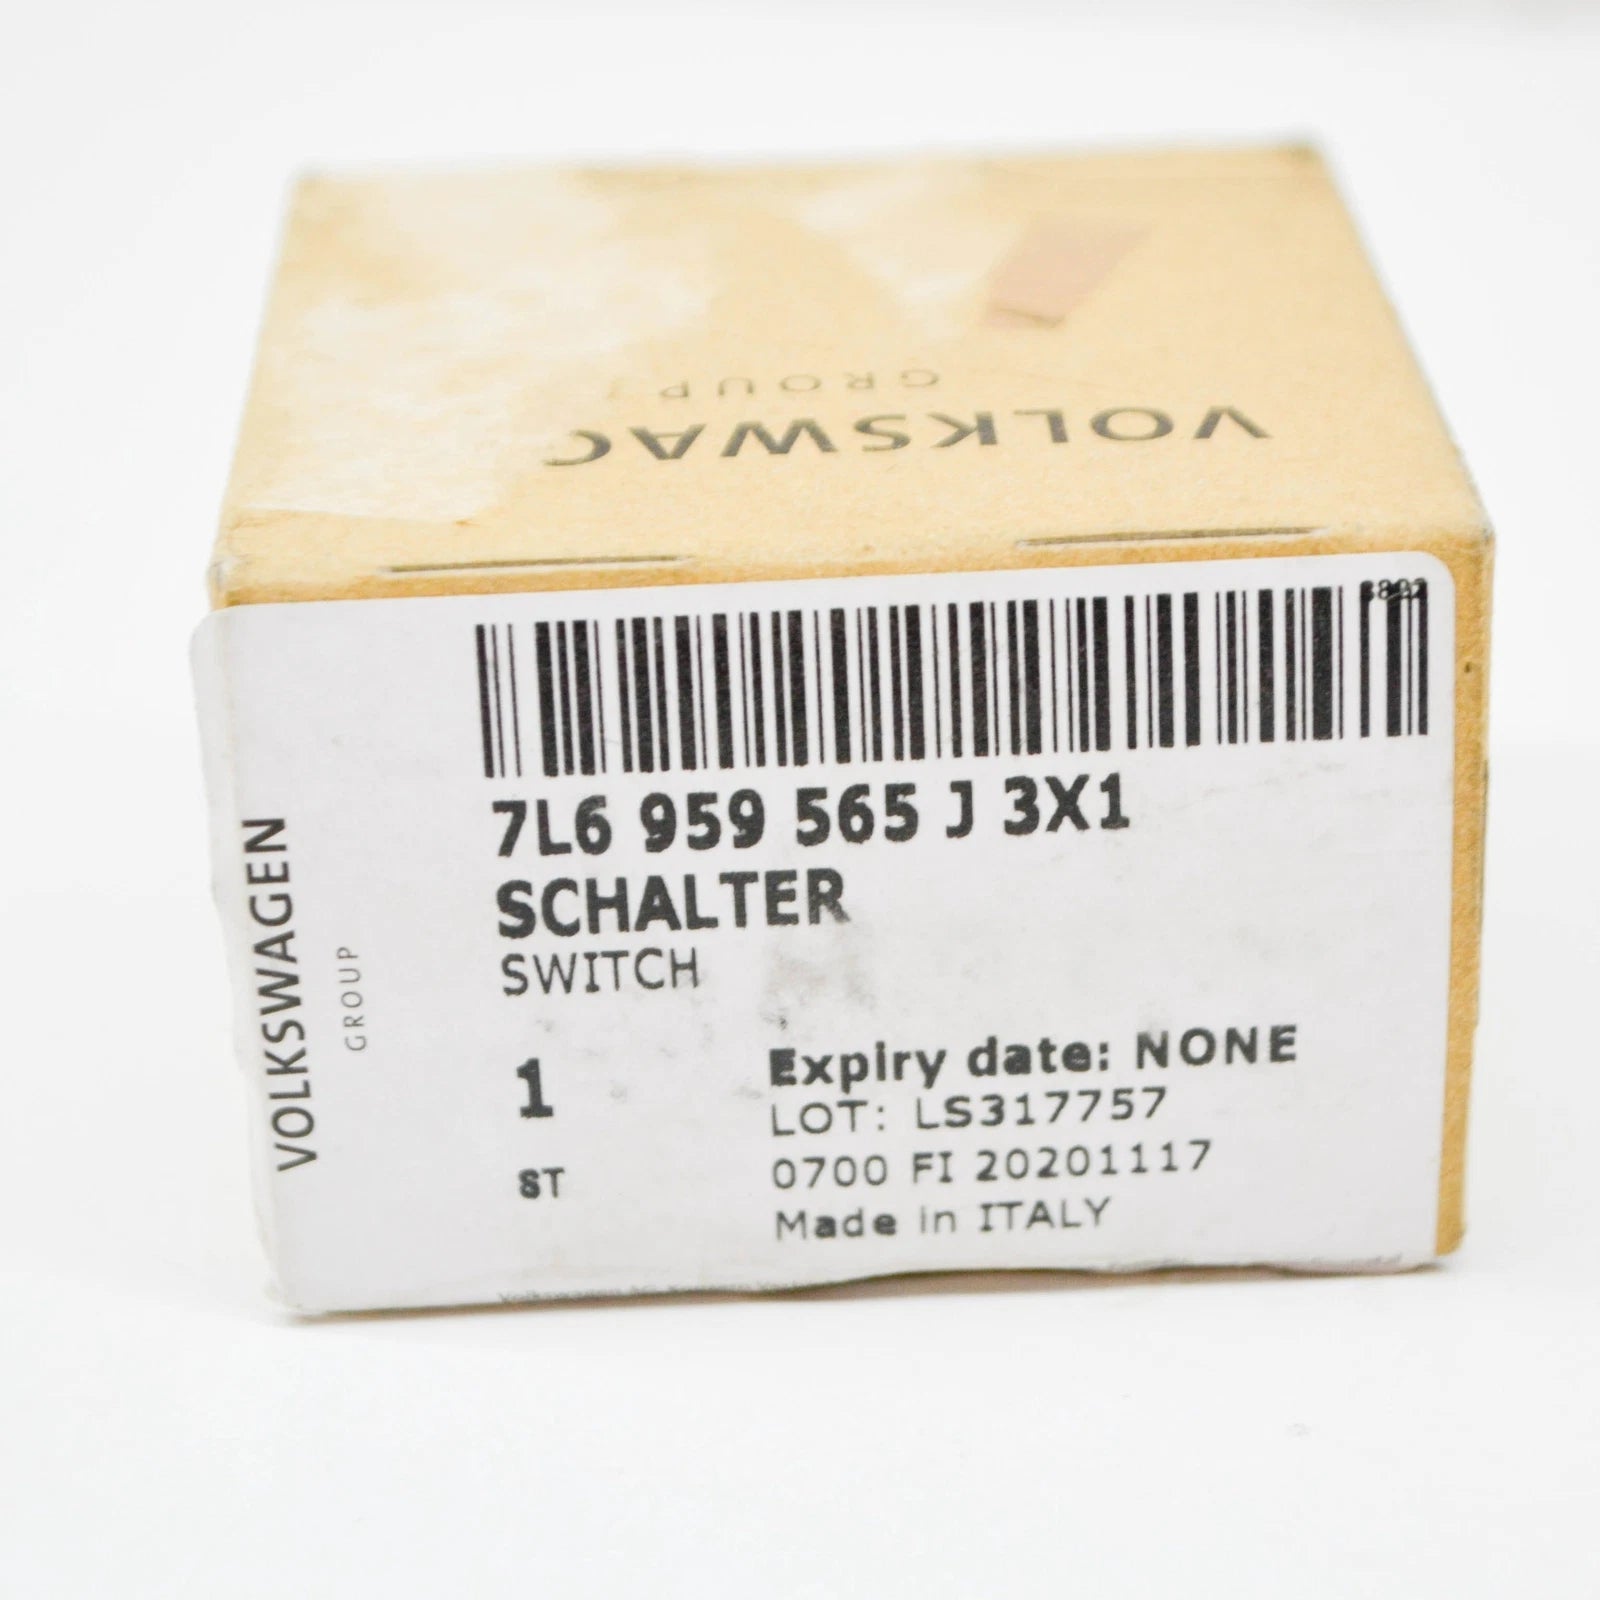 GROUP
VOLKSWAG
7L6 959 565 J 3X1
SCHALTER
SWITCH
1
ST
Expiry date: NONE
LOT: LS317757
0700 FI 20201117
Made in ITALY
VOLKSWAGEN
GROUP